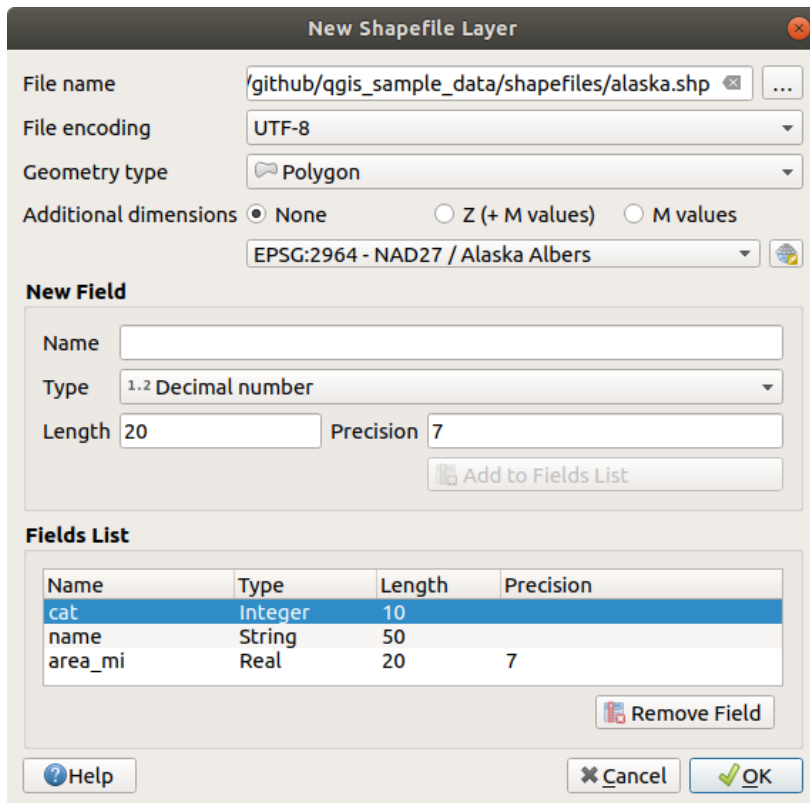 New Shapefile Layer
File name /github/qgis_sample_data/shapefiles/alaska.shp ...
File encoding UTF-8
Geometry type Polygon
Additional dimensions None Z (+ M values) M values
EPSG:2964 - NAD27 / Alaska Albers
New Field
Name
Type 1.2 Decimal number
Length 20 Precision 7
Add to Fields List
Fields List
Name Type Length Precision
cat Integer 10
name String 50
area_mi Real 20 7
Remove Field
Help Cancel OK